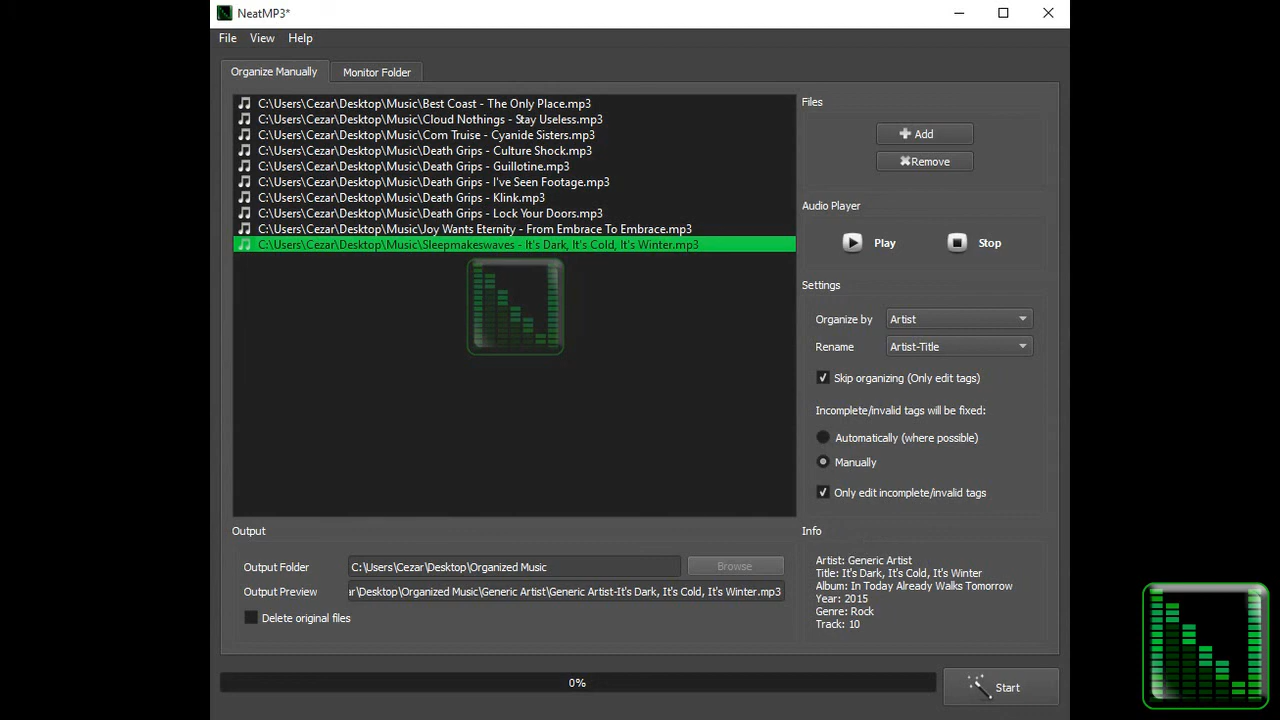 NeatMP3*
File View Help
Organize Manually Monitor Folder
C:\Users\Cezar\Desktop\Music\Best Coast - The Only Place.mp3
C:\Users\Cezar\Desktop\Music\Cloud Nothings - Stay Useless.mp3
C:\Users\Cezar\Desktop\Music\Com Truise - Cyanide Sisters.mp3
C:\Users\Cezar\Desktop\Music\Death Grips - Culture Shock.mp3
C:\Users\Cezar\Desktop\Music\Death Grips - Guillotine.mp3
C:\Users\Cezar\Desktop\Music\Death Grips - I've Seen Footage.mp3
C:\Users\Cezar\Desktop\Music\Death Grips - Klink.mp3
C:\Users\Cezar\Desktop\Music\Death Grips - Lock Your Doors.mp3
C:\Users\Cezar\Desktop\Music\Joy Wants Eternity - From Embrace To Embrace.mp3
C:\Users\Cezar\Desktop\Music\Sleepmakeswaves - It's Dark, It's Cold, It's Winter.mp3
Files
Add
Remove
Audio Player
Play Stop
Settings
Organize by Artist
Rename Artist-Title
Skip organizing (Only edit tags)
Incomplete/invalid tags will be fixed:
Automatically (where possible)
Manually
Only edit incomplete/invalid tags
Output
Output Folder C:\Users\Cezar\Desktop\Organized Music Browse
Output Preview ar\Desktop\Organized Music\Generic Artist\Generic Artist-It's Dark, It's Cold, It's Winter.mp3
Delete original files
Info
Artist: Generic Artist
Title: It's Dark, It's Cold, It's Winter
Album: In Today Already Walks Tomorrow
Year: 2015
Genre: Rock
Track: 10
0%
Start